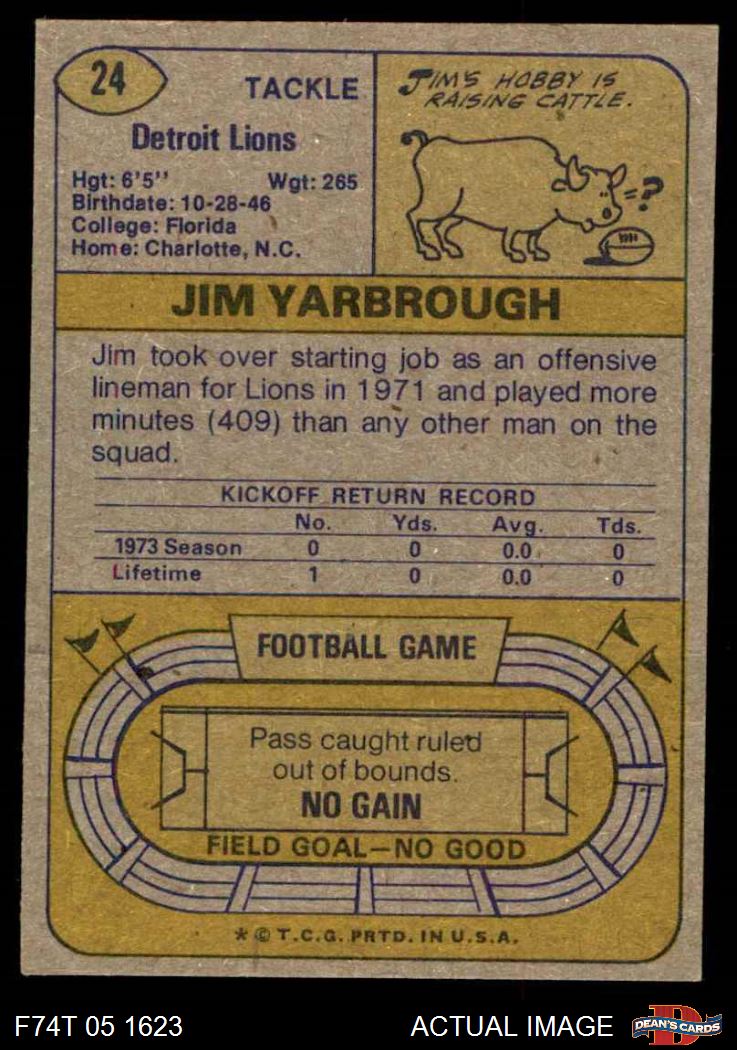 24
TACKLE
Detroit Lions
Hgt: 6'5'' Wgt: 265
Birthdate: 10-28-46
College: Florida
Home: Charlotte, N.C.
JIM'S HOBBY IS
RAISING CATTLE.
=?
JIM YARBROUGH
Jim took over starting job as an offensive
lineman for Lions in 1971 and played more
minutes (409) than any other man on the
squad.
KICKOFF RETURN RECORD
No. Yds. Avg. Tds.
1973 Season 0 0 0.0 0
Lifetime 1 0 0.0 0
FOOTBALL GAME
Pass caught ruled
out of bounds.
NO GAIN
FIELD GOAL—NO GOOD
* © T.C.G. PRTD. IN U.S.A.
F74T 05 1623 ACTUAL IMAGE
DEAN'S CARDS